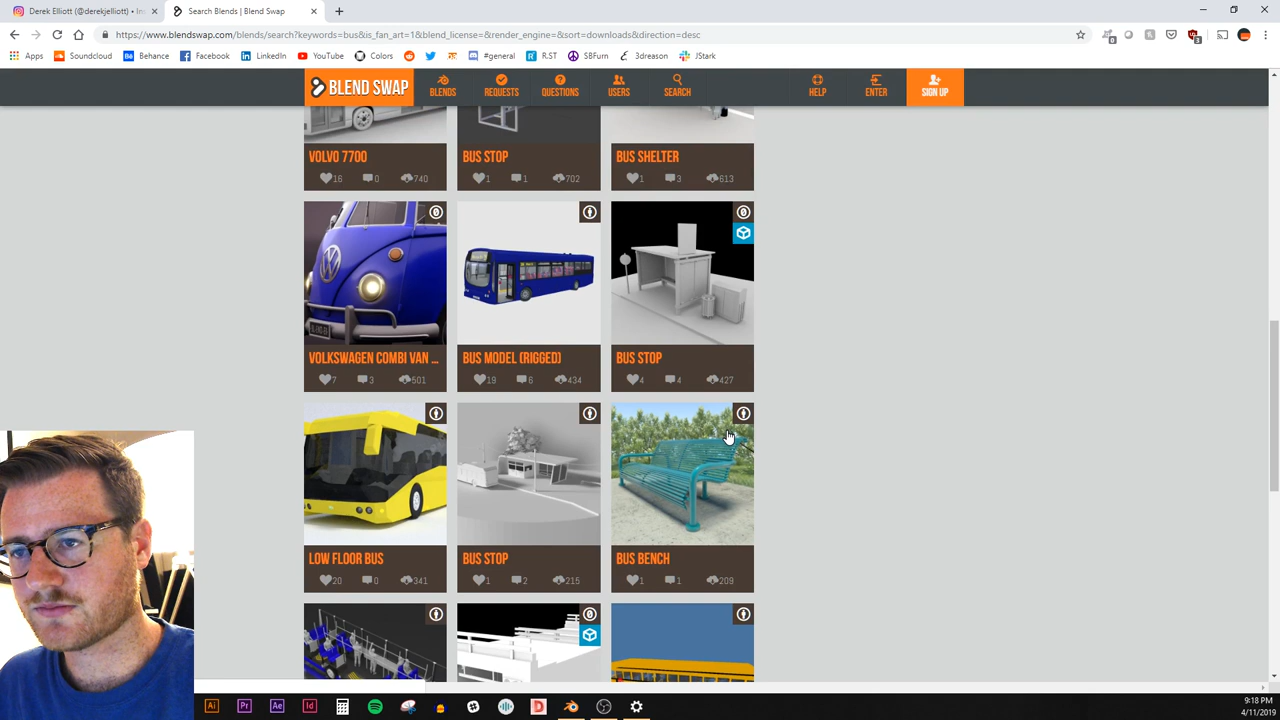 Derek Elliott (@derekjelliott) • In
Search Blends | Blend Swap
https://www.blendswap.com/blends/search?keywords=bus&is_fan_art=1&blend_license=&render_engine=&sort=downloads&direction=desc
Apps Soundcloud Behance LinkedIn YouTube Colors Facebook #general R.ST SBFurn 3dreason JStark
BLEND SWAP BLENDS REQUESTS QUESTIONS USERS SEARCH HELP ENTER SIGN UP
VOLVO 7700 BUS STOP BUS SHELTER
16 0 740 1 1 702 1 3 613
VOLKSWAGEN COMBI VAN ... BUS MODEL (RIGGED) BUS STOP
7 3 501 19 6 434 4 4 427
LOW FLOOR BUS BUS STOP BUS BENCH
20 0 341 1 2 215 1 1 209
Ai Pr Ae Id
9:18 PM
4/11/2019